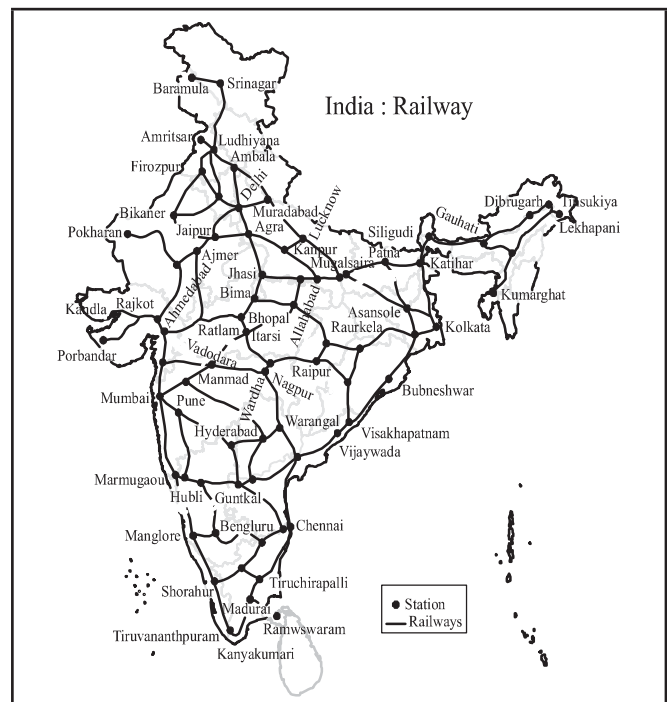 India : Railway
Srinagar
Baramula
Amritsar
Ludhiyana
Ambala
Firozpur
Delhi
Bikaner
Muradabad
Lucknow
Dibrugarh
Tinsukiya
Lekhapani
Gauhati
Pokharan
Jaipur
Agra
Siligudi
Kanpur
Patna
Ajmer
Mugalsaira
Katihar
Jhasi
Ahmedabad
Bima
Allahabad
Kumarghat
Kandla
Rajkot
Asansole
Ratlam
Bhopal
Raurkela
Kolkata
Itarsi
Porbandar
Vadodara
Raipur
Manmad
Nagpur
Wardha
Bubneshwar
Mumbai
Pune
Warangal
Hyderabad
Visakhapatnam
Vijaywada
Marmugaou
Hubli
Guntkal
Bengluru
Chennai
Manglore
Tiruchirapalli
Shorahur
Madurai
Station
Railways
Ramwswaram
Tiruvananthpuram
Kanyakumari